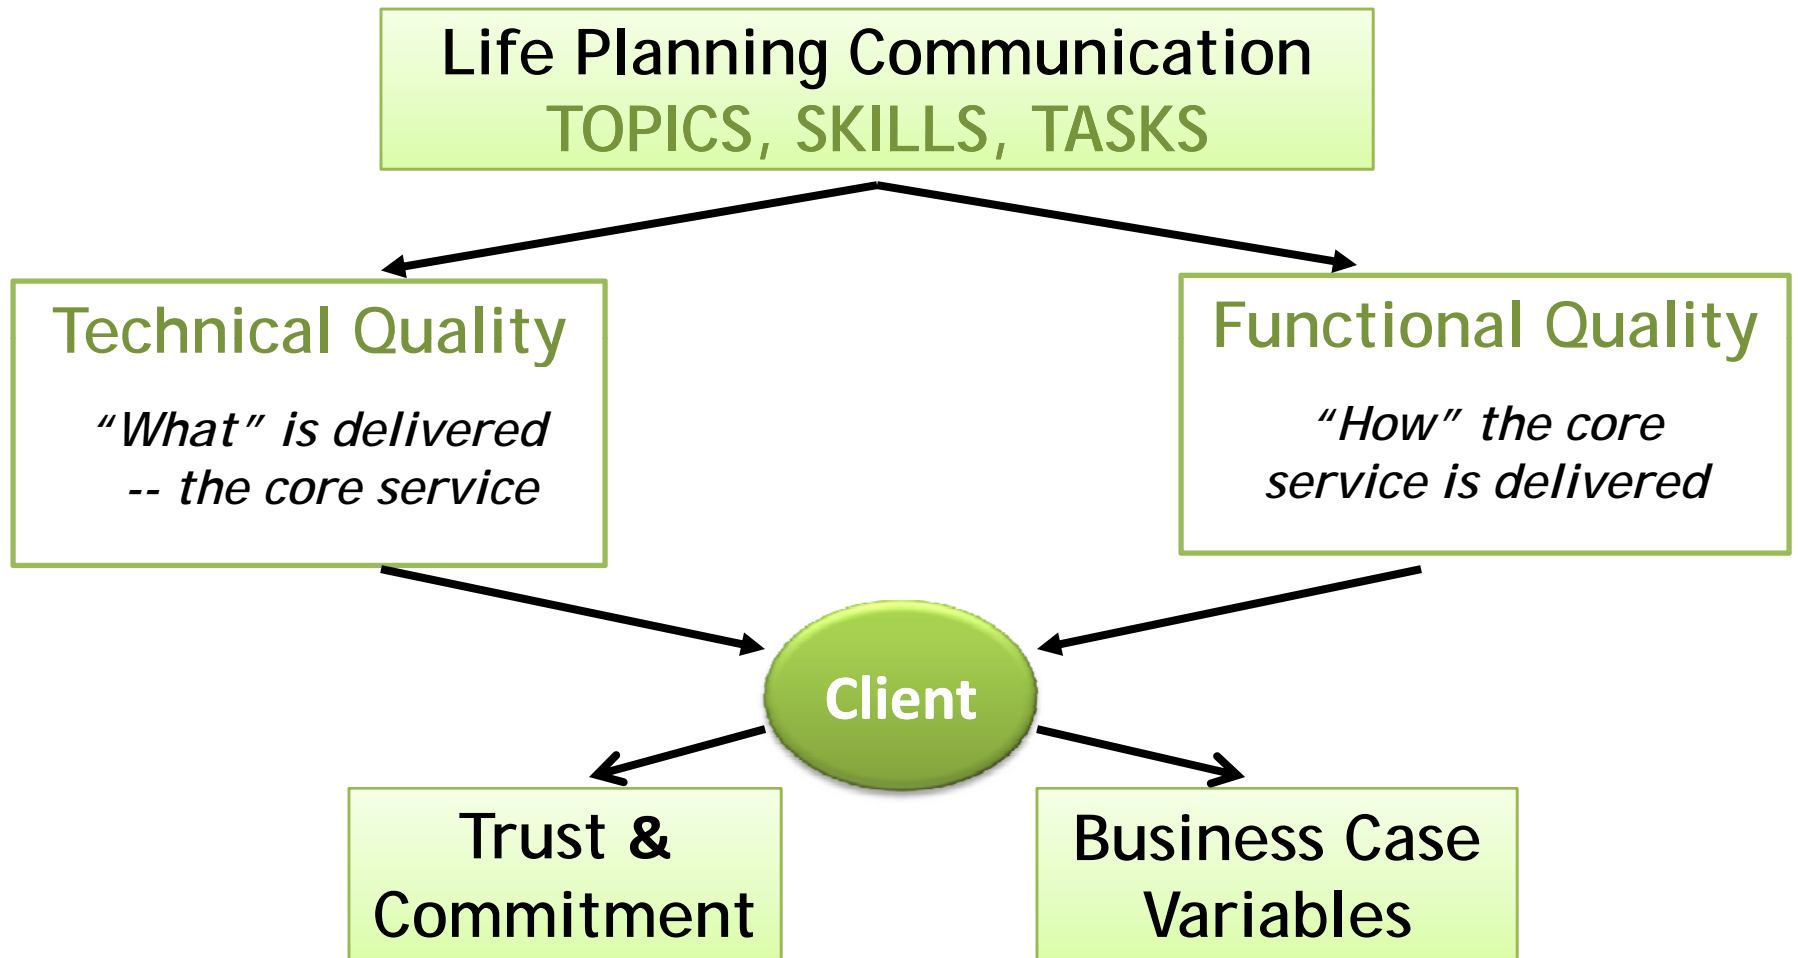 Life Planning Communication
TOPICS, SKILLS, TASKS
Technical Quality
“What” is delivered
-- the core service
Functional Quality
“How” the core
service is delivered
Client
Trust &
Commitment
Business Case
Variables